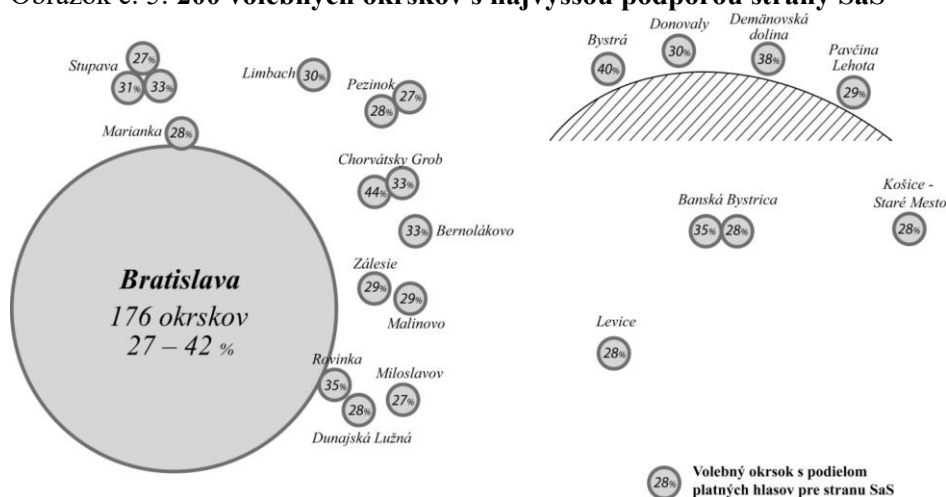 Obrázok č. 5: 200 volebných okrskov s najvyššou podporou strany SaS
Stupava
27%
31%
33%
Limbach
30%
Pezinok
28%
27%
Marianka
28%
Chorvátsky Grob
44%
33%
33%
Bernolákovo
Bratislava
176 okrskov
27 – 42 %
Zálesie
29%
29%
Malinovo
Rovinka
35%
28%
Dunajská Lužná
Miloslavov
27%
Bystrá
40%
Donovaly
30%
Demänovská
dolina
38%
Pavčina
Lehota
29%
Banská Bystrica
35%
28%
Košice -
Staré Mesto
28%
Levice
28%
28%
Volebný okrsok s podielom
platných hlasov pre stranu SaS